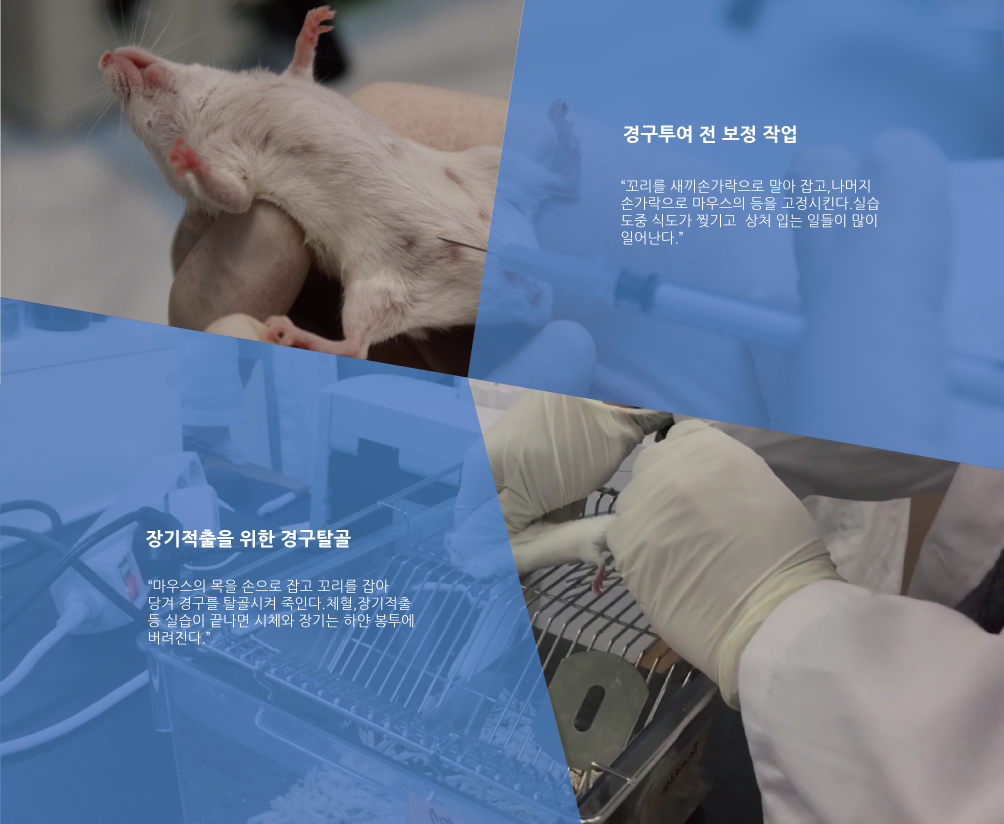 경구투여 전 보정 작업
“꼬리를 새끼손가락으로 말아 잡고,나머지
손가락으로 마우스의 등을 고정시킨다.실습
도중 식도가 찢기고 상처 입는 일들이 많이
일어난다.”
장기적출을 위한 경구탈골
“마우스의 목을 손으로 잡고 꼬리를 잡아
당겨 경구를 탈골시켜 죽인다.체혈,장기적출
등 실습이 끝나면 시체와 장기는 하얀 봉투에
버려진다.”